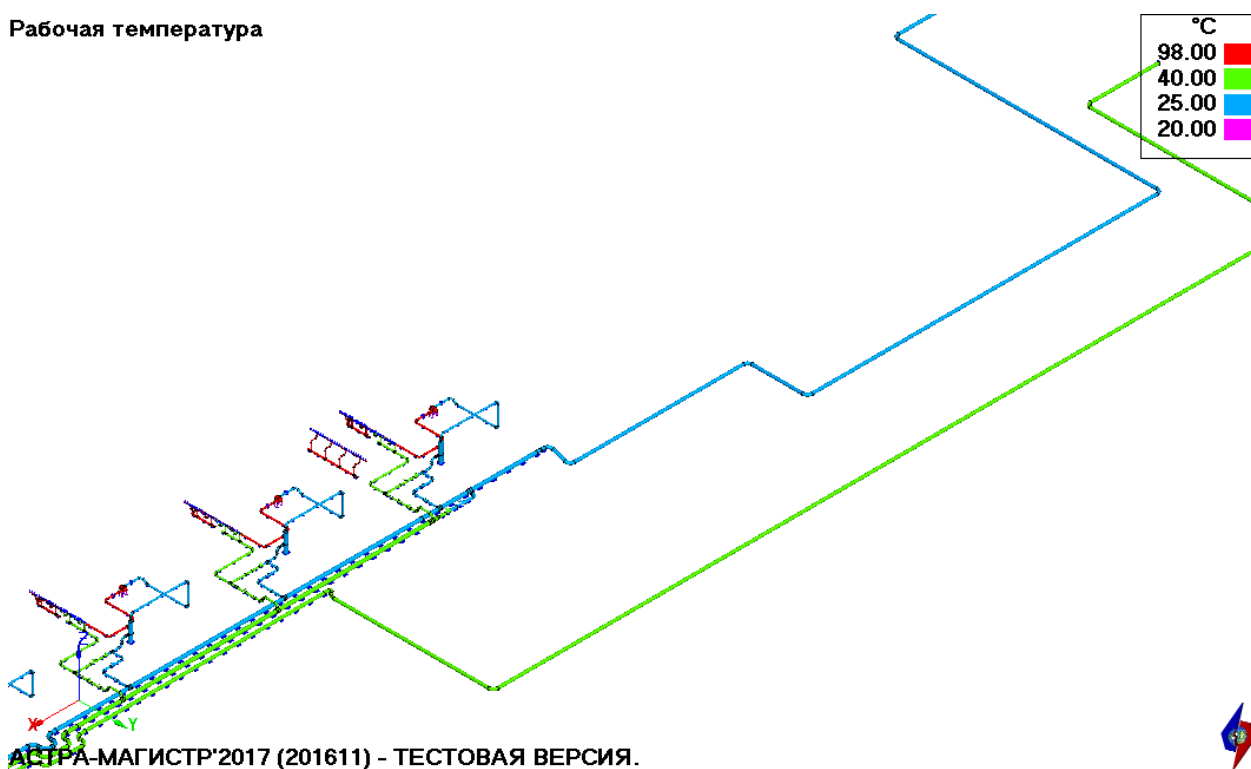 Рабочая температура
°C
98.00
40.00
25.00
20.00
X
Y
АСТРА-МАГИСТР'2017 (201611) - ТЕСТОВАЯ ВЕРСИЯ.